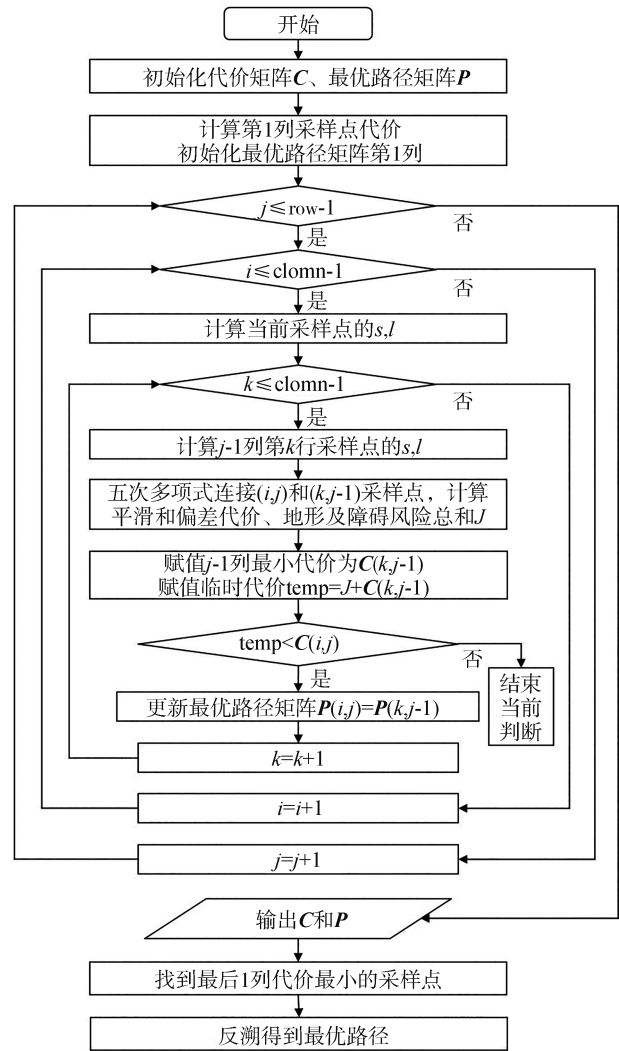 开始
初始化代价矩阵C、最优路径矩阵P
计算第1列采样点代价
初始化最优路径矩阵第1列
j≤row-1
否
是
i≤clomn-1
否
是
计算当前采样点的s,l
k≤clomn-1
否
是
计算j-1列第k行采样点的s,l
五次多项式连接(i,j)和(k,j-1)采样点，计算
平滑和偏差代价、地形及障碍风险总和J
赋值j-1列最小代价为C(k,j-1)
赋值临时代价temp=J+C(k,j-1)
temp<C(i,j)
否
是
结束
当前
判断
更新最优路径矩阵P(i,j)=P(k,j-1)
k=k+1
i=i+1
j=j+1
输出C和P
找到最后1列代价最小的采样点
反溯得到最优路径